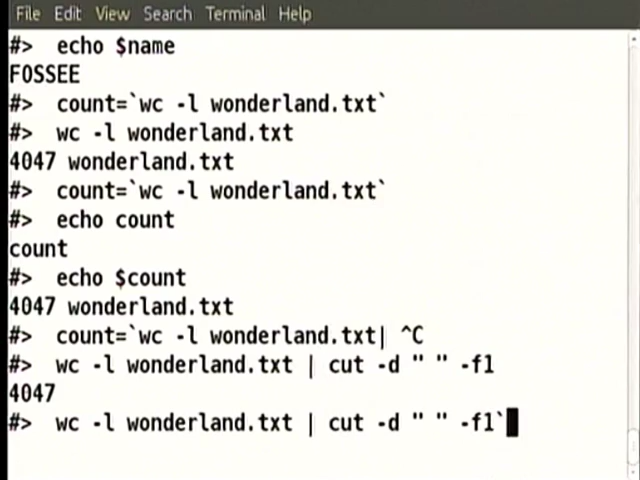 File Edit View Search Terminal Help
#> echo $name
FOSSEE
#> count=`wc -l wonderland.txt`
#> wc -l wonderland.txt
4047 wonderland.txt
#> count=`wc -l wonderland.txt`
#> echo count
count
#> echo $count
4047 wonderland.txt
#> count=`wc -l wonderland.txt| ^C
#> wc -l wonderland.txt | cut -d " " -f1
4047
#> wc -l wonderland.txt | cut -d " " -f1`